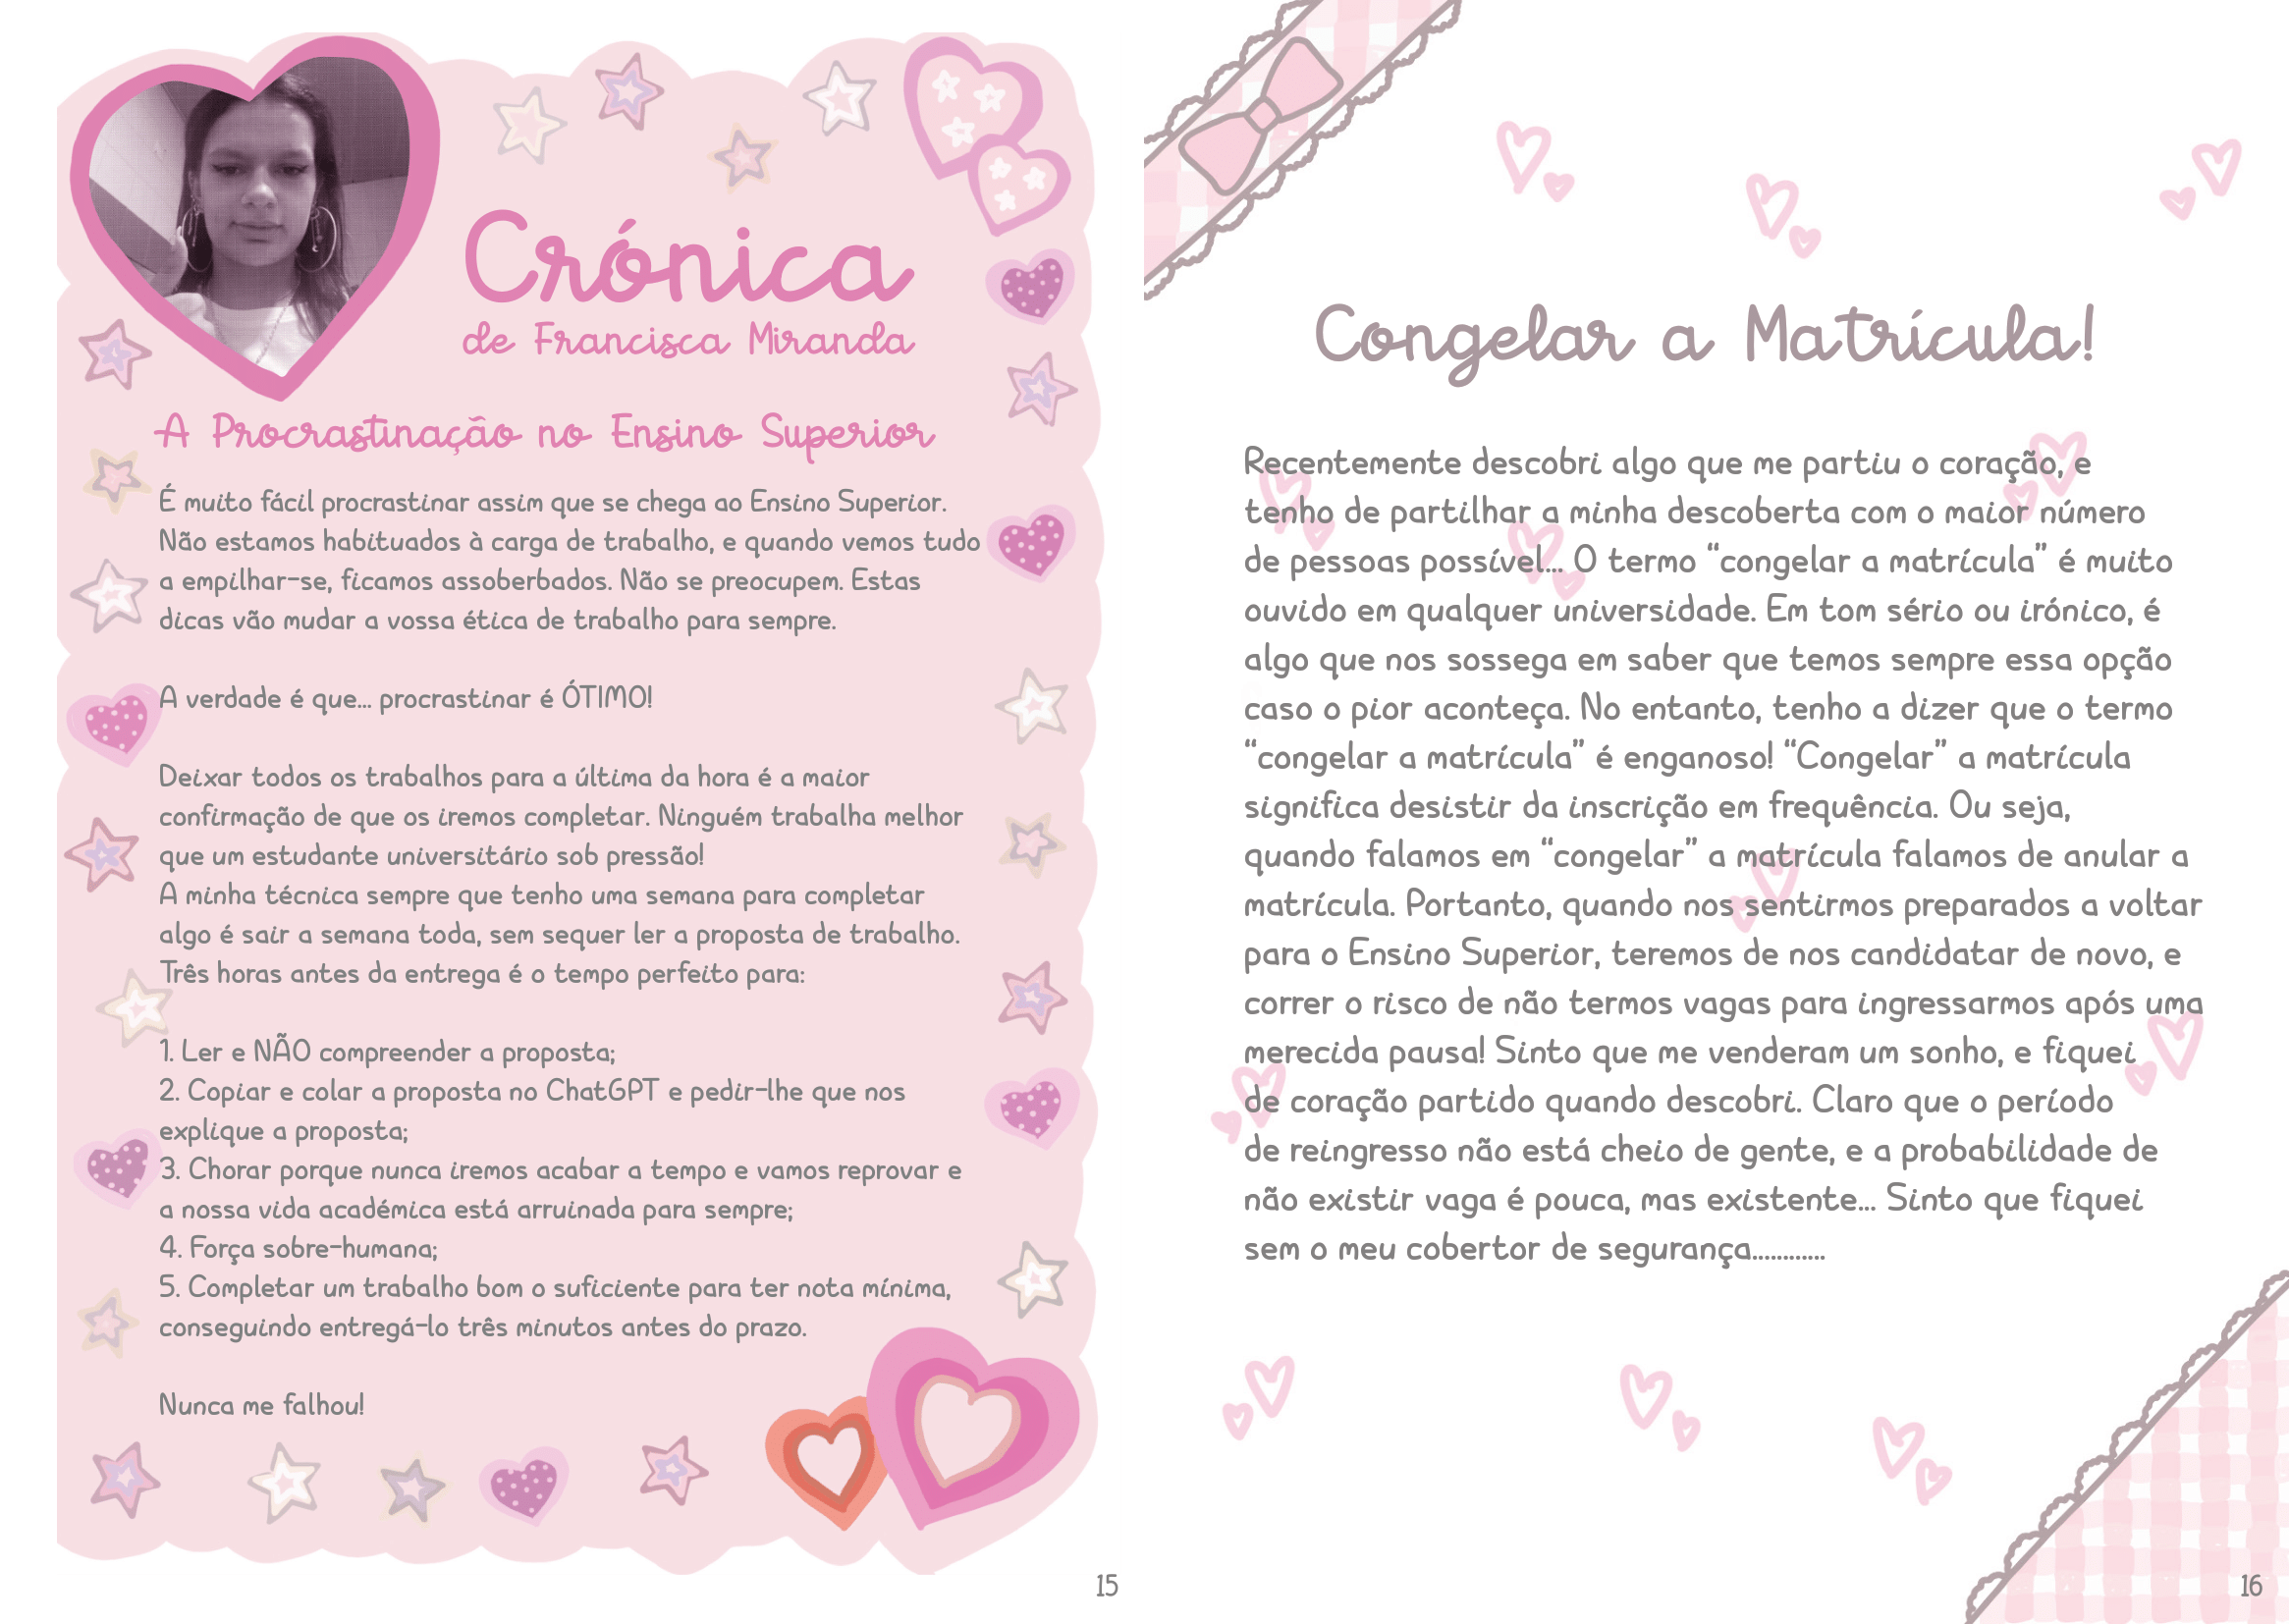 Crónica
de Francisca Miranda
A Procrastinação no Ensino Superior
É muito fácil procrastinar assim que se chega ao Ensino Superior.
Não estamos habituados à carga de trabalho, e quando vemos tudo
a empilhar-se, ficamos assoberbados. Não se preocupem. Estas
dicas vão mudar a vossa ética de trabalho para sempre.
A verdade é que... procrastinar é ÓTIMO!
Deixar todos os trabalhos para a última da hora é a maior
confirmação de que os iremos completar. Ninguém trabalha melhor
que um estudante universitário sob pressão!
A minha técnica sempre que tenho uma semana para completar
algo é sair a semana toda, sem sequer ler a proposta de trabalho.
Três horas antes da entrega é o tempo perfeito para:
1. Ler e NÃO compreender a proposta;
2. Copiar e colar a proposta no ChatGPT e pedir-lhe que nos
explique a proposta;
3. Chorar porque nunca iremos acabar a tempo e vamos reprovar e
a nossa vida académica está arruinada para sempre;
4. Força sobre-humana;
5. Completar um trabalho bom o suficiente para ter nota mínima,
conseguindo entregá-lo três minutos antes do prazo.
Nunca me falhou!
15
Congelar a Matrícula!
Recentemente descobri algo que me partiu o coração, e
tenho de partilhar a minha descoberta com o maior número
de pessoas possível... O termo “congelar a matrícula” é muito
ouvido em qualquer universidade. Em tom sério ou irónico, é
algo que nos sossega em saber que temos sempre essa opção
caso o pior aconteça. No entanto, tenho a dizer que o termo
“congelar a matrícula” é enganoso! “Congelar” a matrícula
significa desistir da inscrição em frequência. Ou seja,
quando falamos em “congelar” a matrícula falamos de anular a
matrícula. Portanto, quando nos sentirmos preparados a voltar
para o Ensino Superior, teremos de nos candidatar de novo, e
correr o risco de não termos vagas para ingressarmos após uma
merecida pausa! Sinto que me venderam um sonho, e fiquei
de coração partido quando descobri. Claro que o período
de reingresso não está cheio de gente, e a probabilidade de
não existir vaga é pouca, mas existente... Sinto que fiquei
sem o meu cobertor de segurança............
16